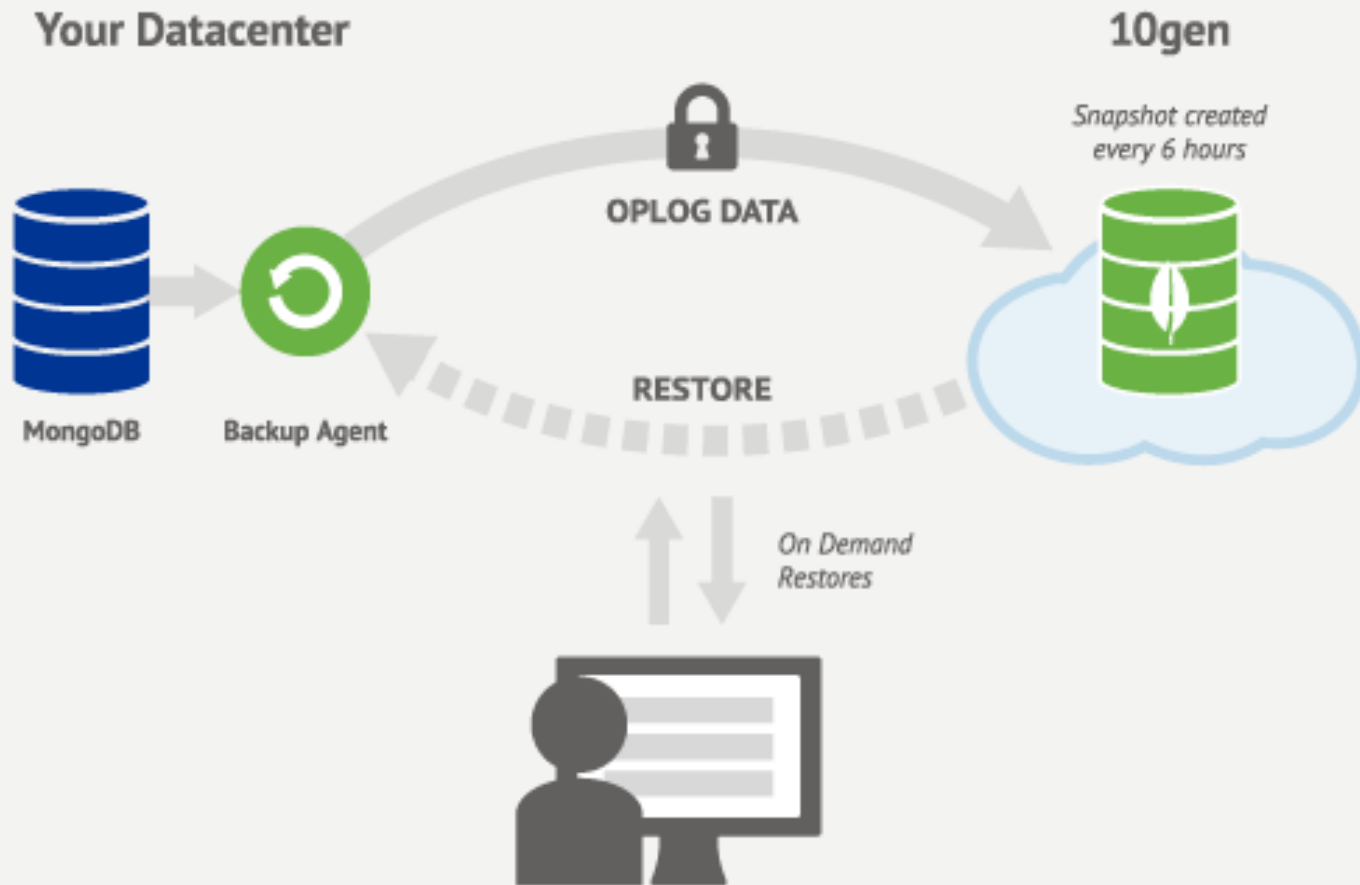 Your Datacenter
10gen
Snapshot created
every 6 hours
OPLOG DATA
RESTORE
MongoDB
Backup Agent
On Demand
Restores